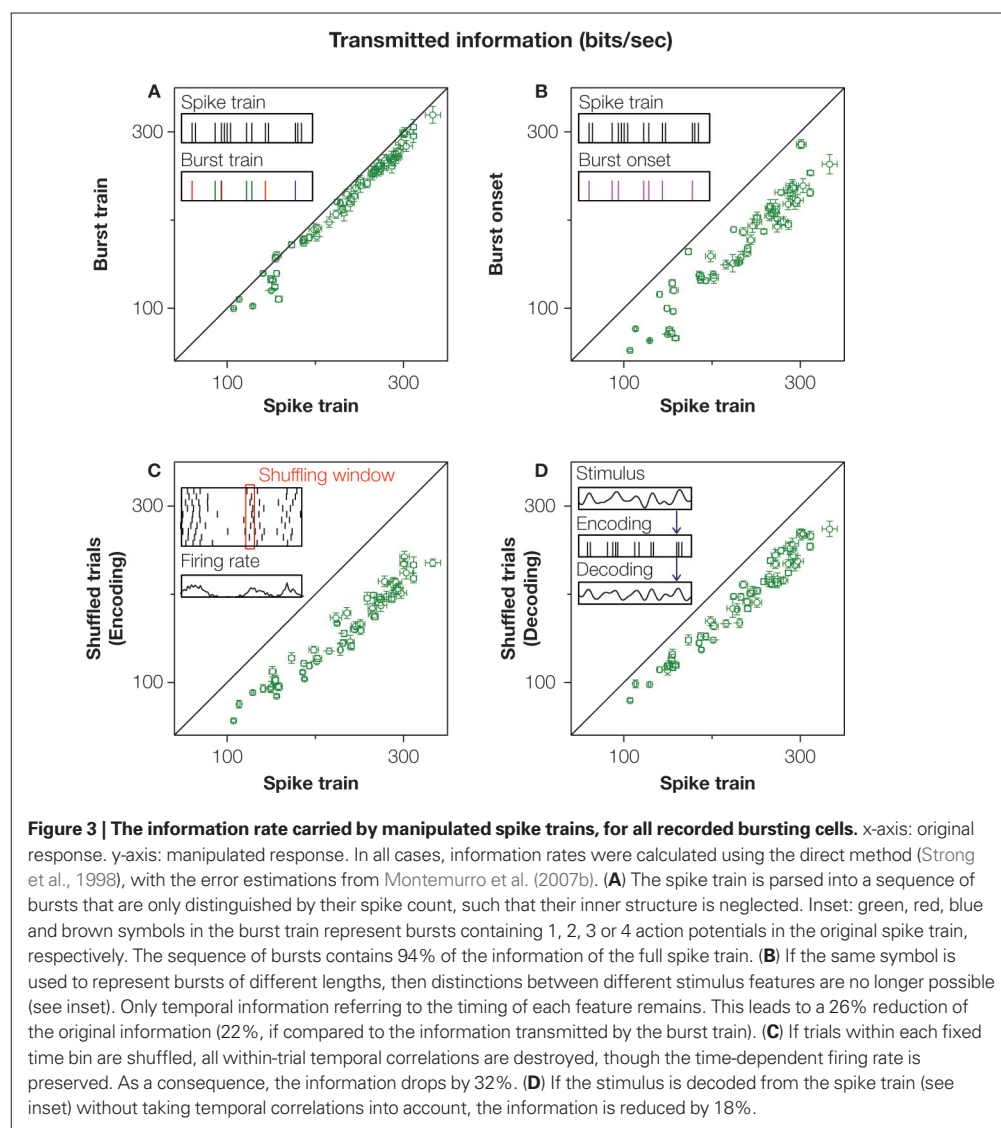 Transmitted information (bits/sec)
A
Spike train
Burst train
300
100
Burst train
100
300
Spike train
B
Spike train
Burst onset
300
100
Burst onset
100
300
Spike train
C
Shuffling window
Firing rate
300
100
Shuffled trials
(Encoding)
100
300
Spike train
D
Stimulus
Encoding
Decoding
300
100
Shuffled trials
(Decoding)
100
300
Spike train
Figure 3 | The information rate carried by manipulated spike trains, for all recorded bursting cells. x-axis: original
response. y-axis: manipulated response. In all cases, information rates were calculated using the direct method (Strong
et al., 1998), with the error estimations from Montemurro et al. (2007b). (A) The spike train is parsed into a sequence of
bursts that are only distinguished by their spike count, such that their inner structure is neglected. Inset: green, red, blue
and brown symbols in the burst train represent bursts containing 1, 2, 3 or 4 action potentials in the original spike train,
respectively. The sequence of bursts contains 94% of the information of the full spike train. (B) If the same symbol is
used to represent bursts of different lengths, then distinctions between different stimulus features are no longer possible
(see inset). Only temporal information referring to the timing of each feature remains. This leads to a 26% reduction of
the original information (22%, if compared to the information transmitted by the burst train). (C) If trials within each fixed
time bin are shuffled, all within-trial temporal correlations are destroyed, though the time-dependent firing rate is
preserved. As a consequence, the information drops by 32%. (D) If the stimulus is decoded from the spike train (see
inset) without taking temporal correlations into account, the information is reduced by 18%.